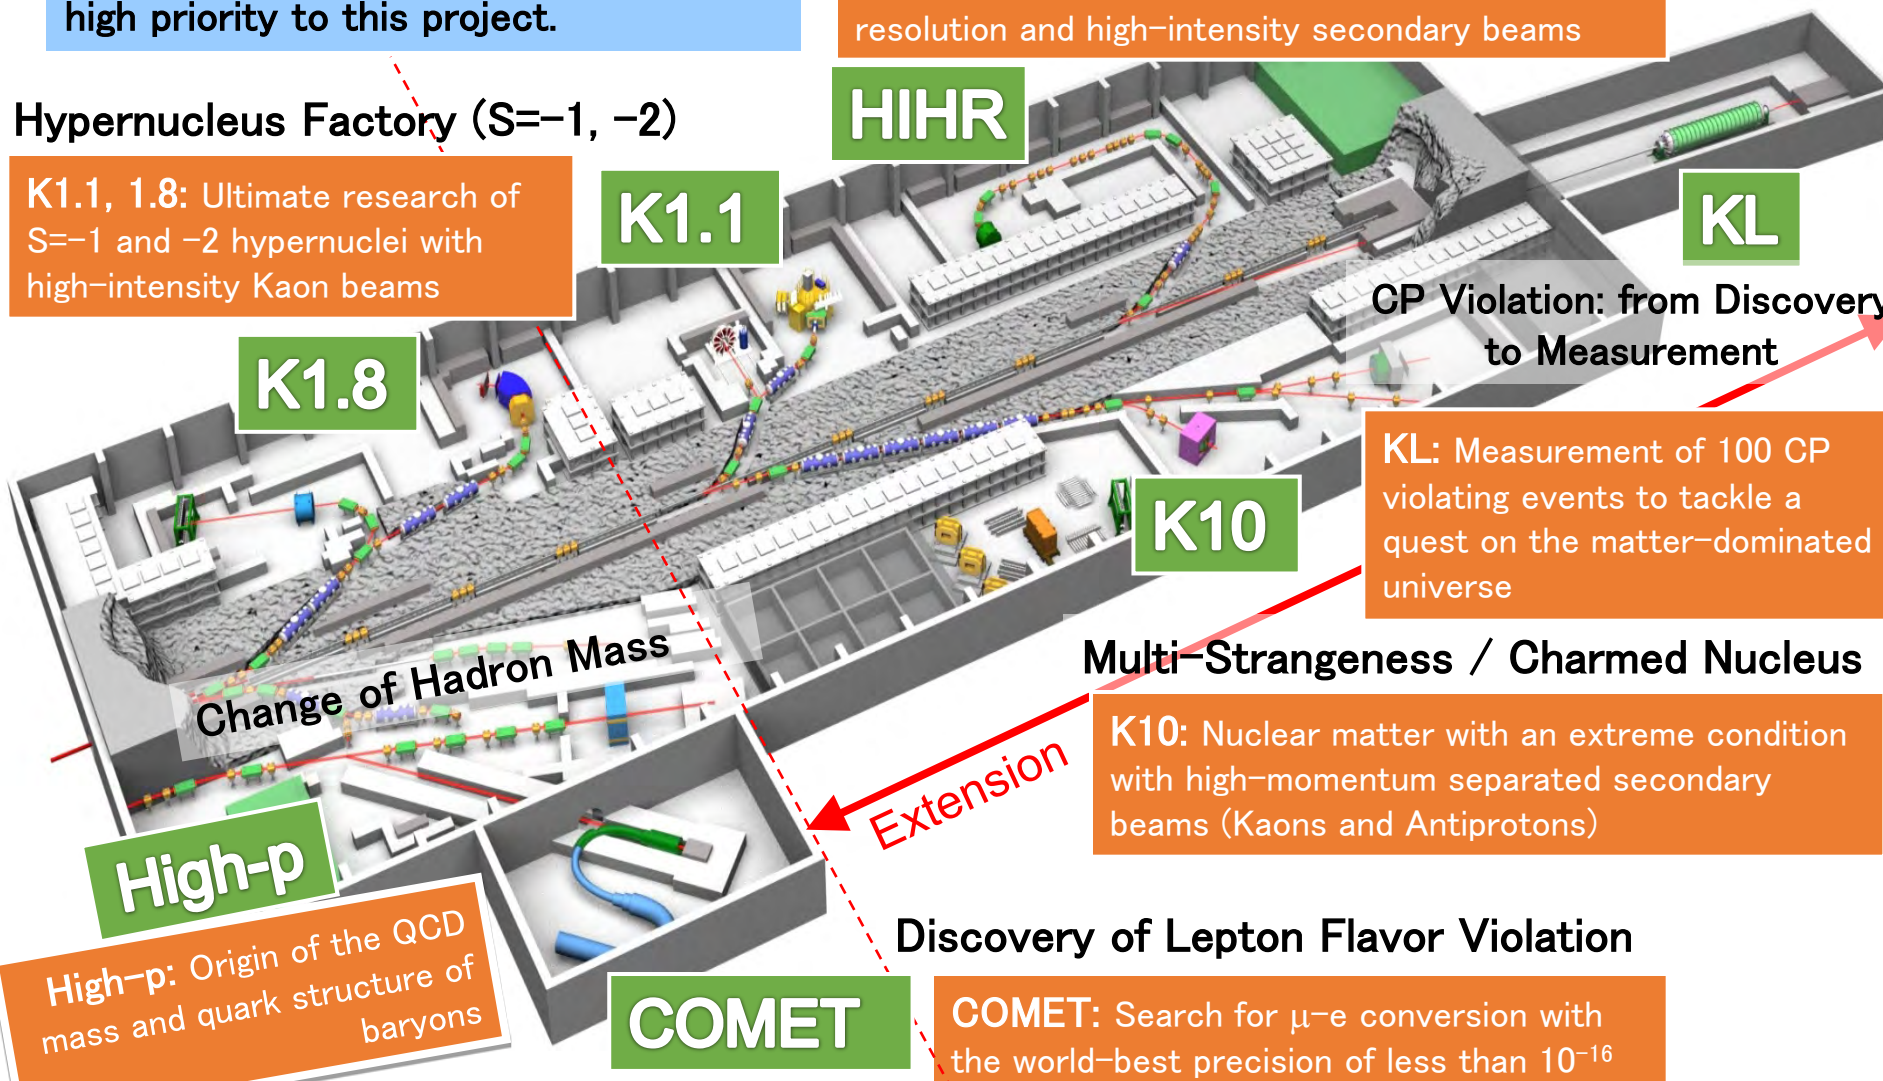 high priority to this project.
resolution and high-intensity secondary beams
HIHR
Hypernucleus Factory (S=-1, -2)
K1.1, 1.8: Ultimate research of
S=-1 and -2 hypernuclei with
high-intensity Kaon beams
K1.1
KL
CP Violation: from Discovery
to Measurement
K1.8
KL: Measurement of 100 CP
violating events to tackle a
quest on the matter-dominated
universe
K10
Multi-Strangeness / Charmed Nucleus
K10: Nuclear matter with an extreme condition
with high-momentum separated secondary
beams (Kaons and Antiprotons)
Change of Hadron Mass
Extension
High-p
High-p: Origin of the QCD
mass and quark structure of
baryons
Discovery of Lepton Flavor Violation
COMET
COMET: Search for μ-e conversion with
the world-best precision of less than 10⁻¹⁶